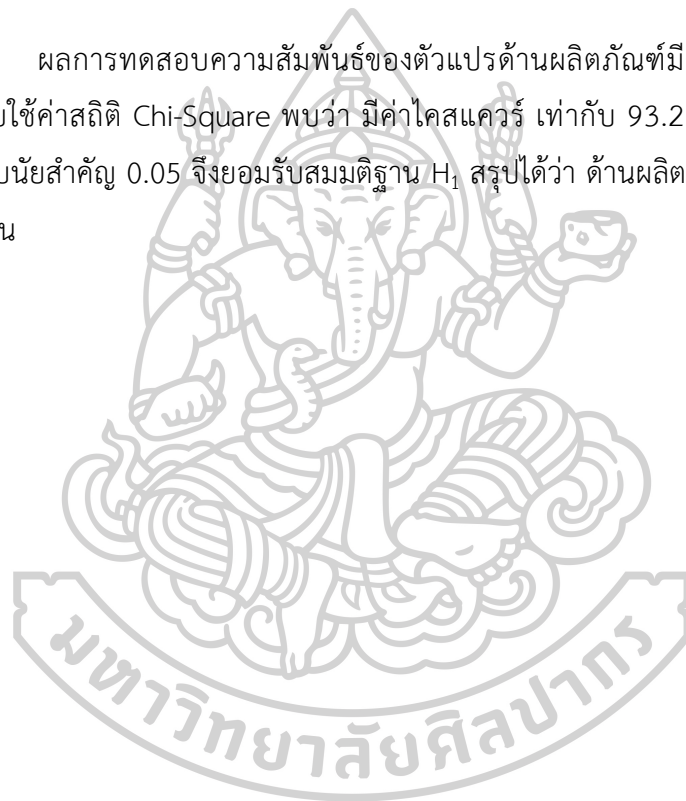 ผลการทดสอบความสัมพันธ์ของตัวแปรด้านผลิตภัณฑ์มี
ใช้ค่าสถิติ Chi-Square พบว่า มีค่าไคสแควร์ เท่ากับ 93.2
นัยสำคัญ 0.05 จึงยอมรับสมมติฐาน H₁ สรุปได้ว่า ด้านผลิต
น
มหาวิทยาลัยศิลปากร